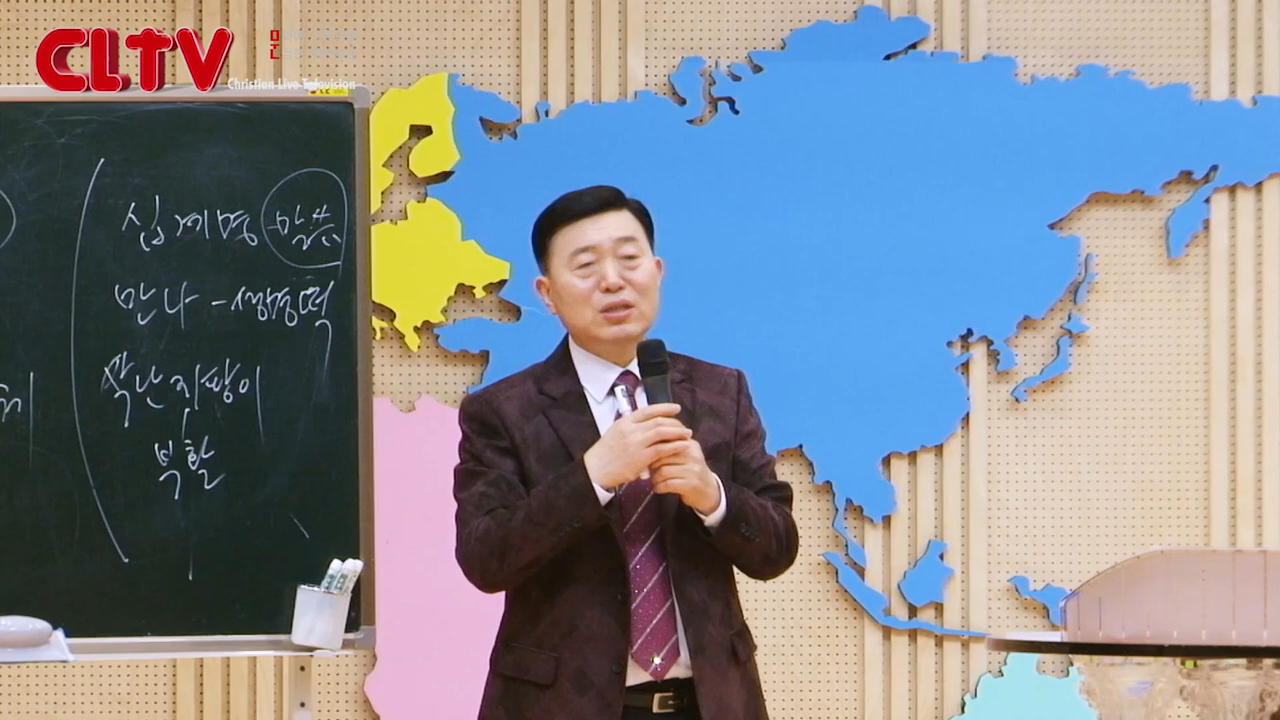 CLTV
Christian Live Television
십계명 말씀
만나 - 생명떡
싹난 지팡이
부활